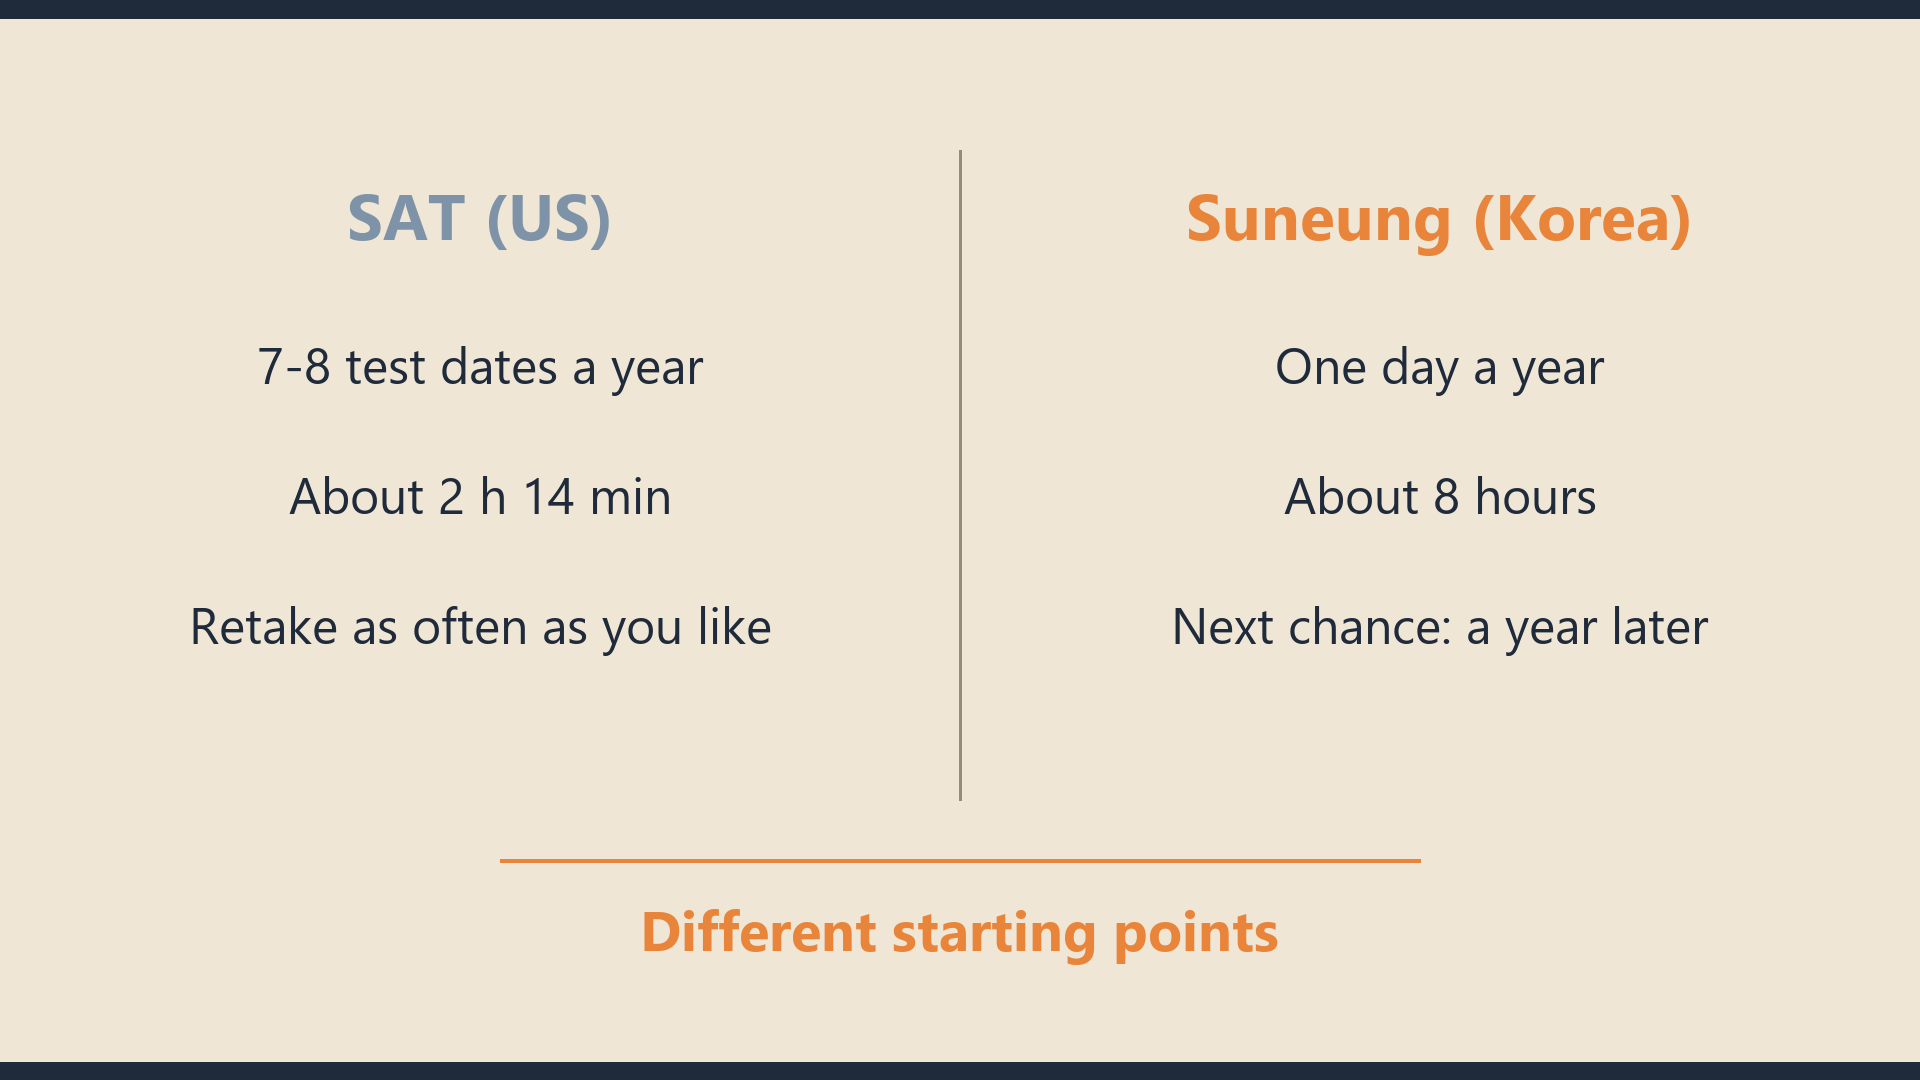 SAT (US)
7-8 test dates a year
About 2 h 14 min
Retake as often as you like
Suneung (Korea)
One day a year
About 8 hours
Next chance: a year later
Different starting points